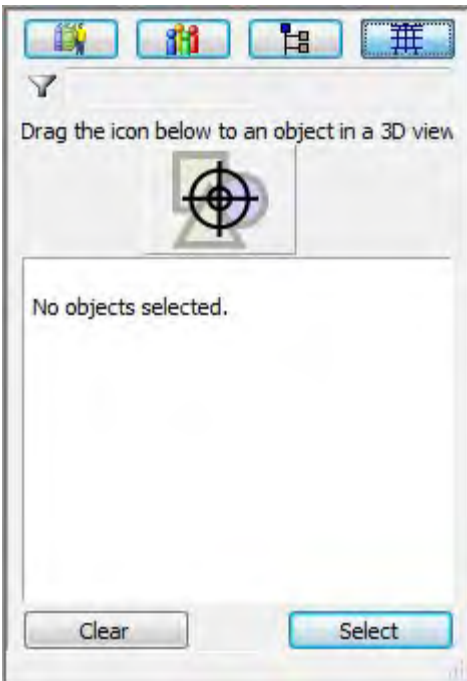 Drag the icon below to an object in a 3D view
No objects selected.
Clear
Select